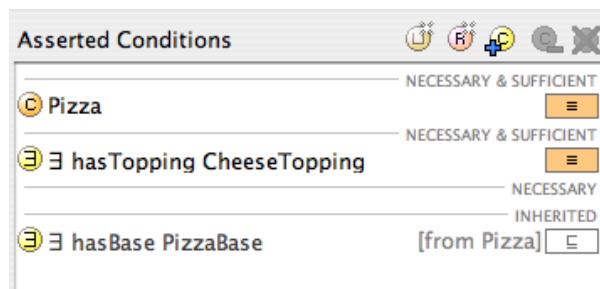 Asserted Conditions
NECESSARY & SUFFICIENT
C Pizza
≡
NECESSARY & SUFFICIENT
∃ ∃ hasTopping CheeseTopping
≡
NECESSARY
INHERITED
∃ ∃ hasBase PizzaBase [from Pizza] ⊑